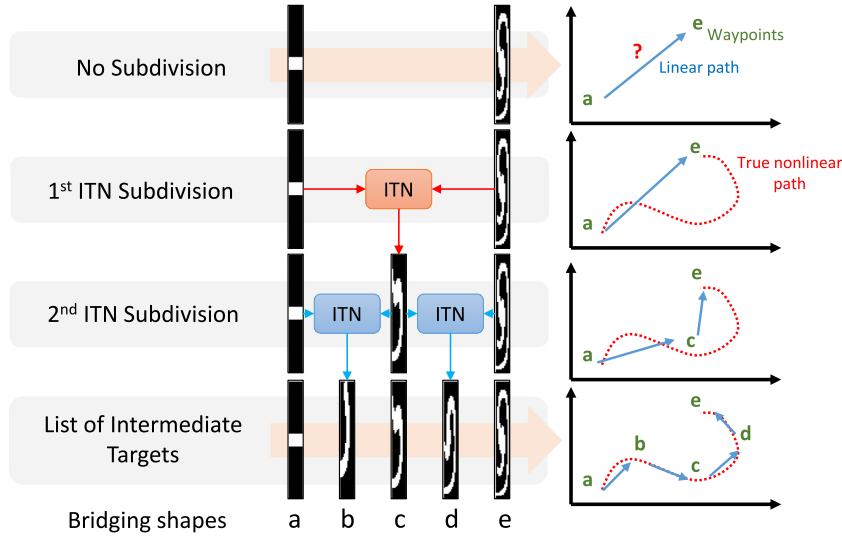 No Subdivision
?
e
Waypoints
Linear path
a
1st ITN Subdivision
ITN
e
True nonlinear
path
a
2nd ITN Subdivision
ITN
ITN
e
c
a
List of Intermediate
Targets
e
d
b
c
a
Bridging shapes a b c d e